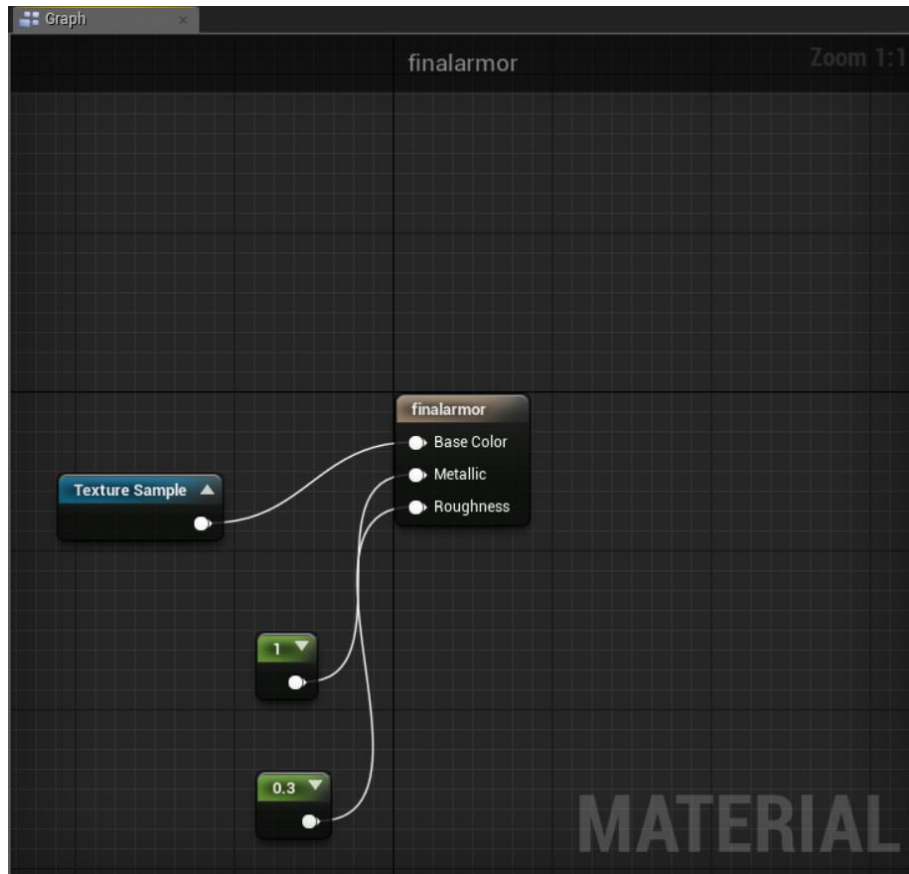 Graph
finalarmor
Zoom 1:1
finalarmor
Base Color
Metallic
Roughness
Texture Sample
1
0.3
MATERIAL